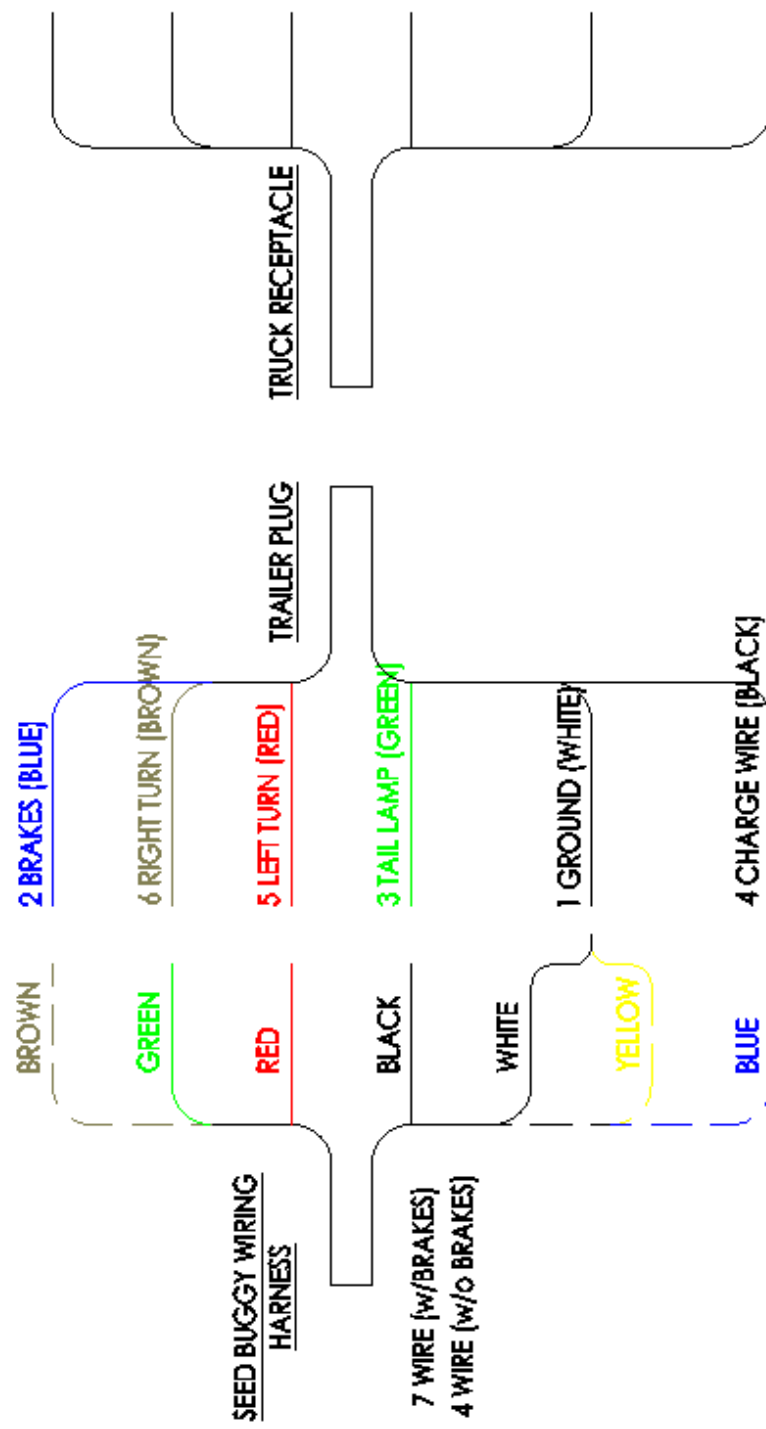 SEED BUGGY WIRING
HARNESS
7 WIRE (w/BRAKES)
4 WIRE (w/o BRAKES)
BROWN
GREEN
RED
BLACK
WHITE
YELLOW
BLUE
2 BRAKES (BLUE)
6 RIGHT TURN (BROWN)
5 LEFT TURN (RED)
3 TAIL LAMP (GREEN)
1 GROUND (WHITE)
4 CHARGE WIRE (BLACK)
TRAILER PLUG
TRUCK RECEPTACLE